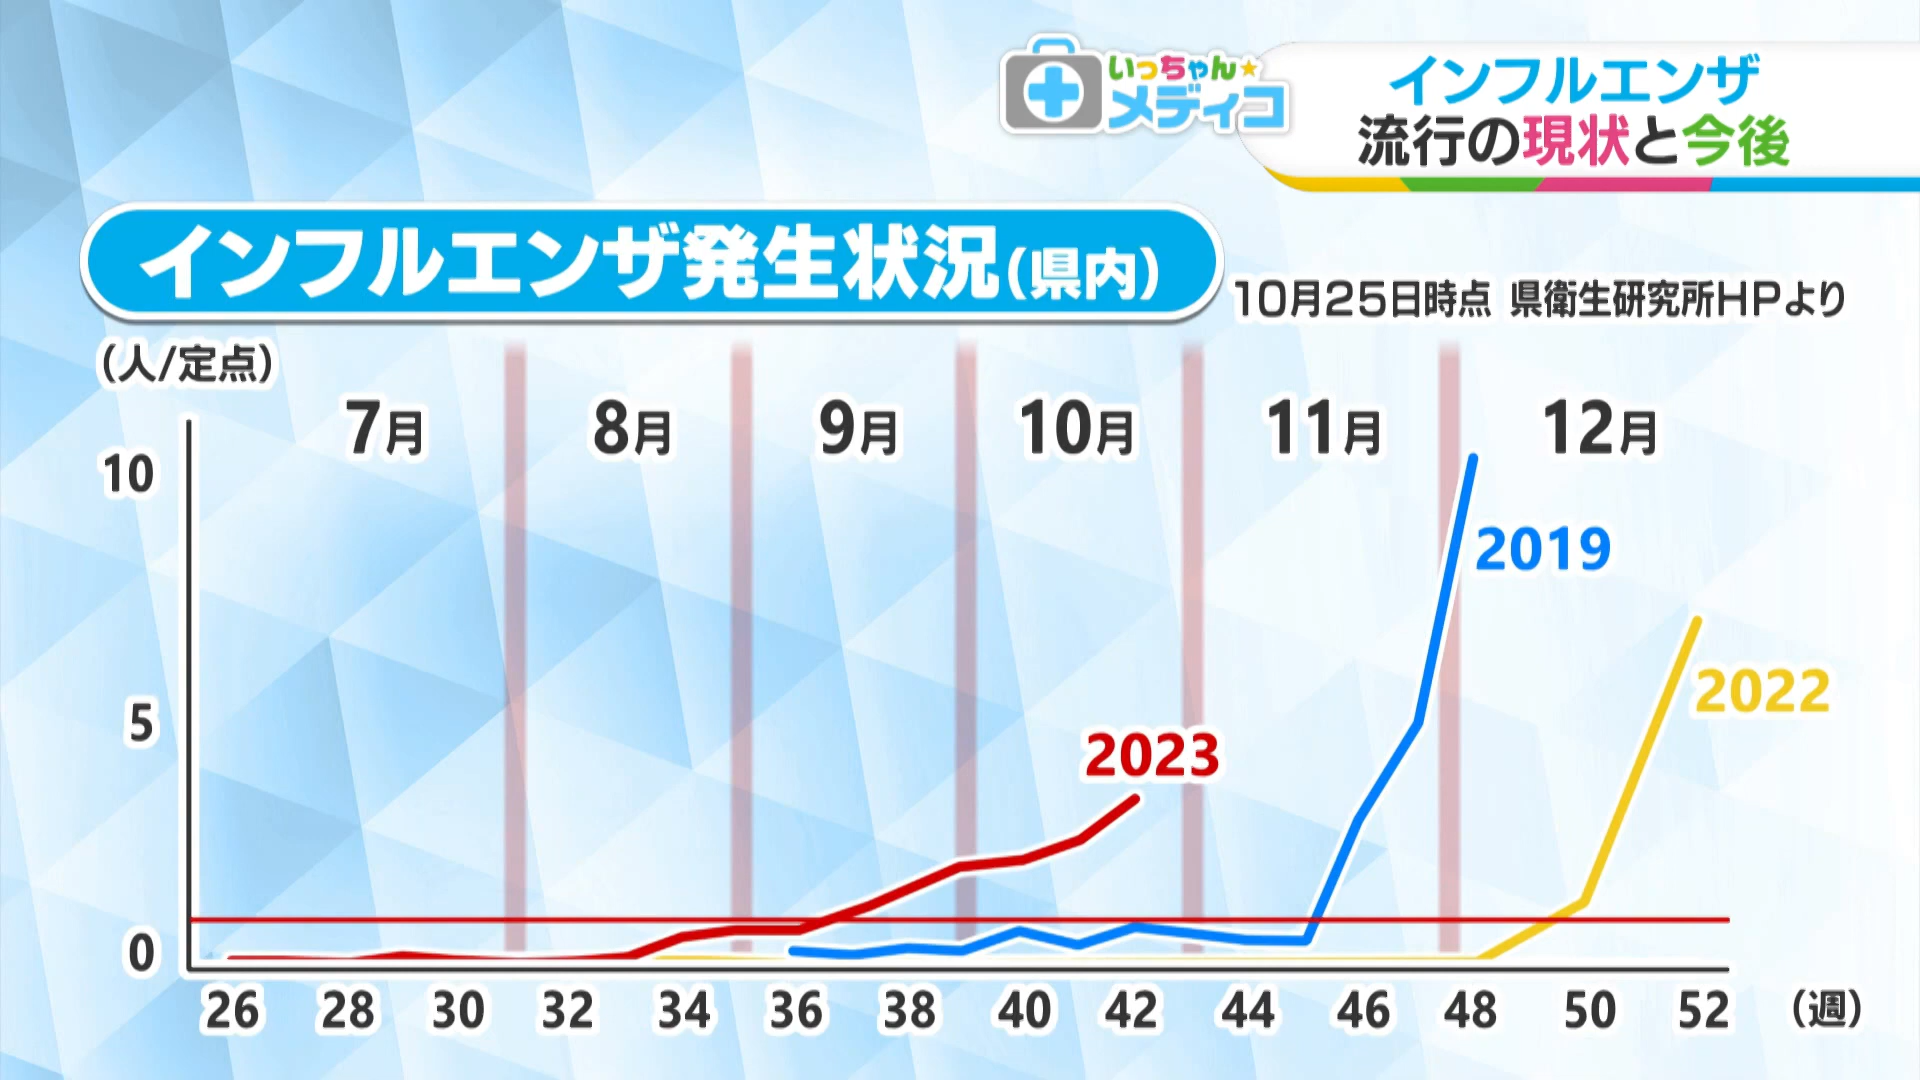 いっちゃん★
メディコ
インフルエンザ
流行の現状と今後
インフルエンザ発生状況(県内)
10月25日時点 県衛生研究所HPより
(人/定点)
7月 8月 9月 10月 11月 12月
10
5
0
2019
2022
2023
26 28 30 32 34 36 38 40 42 44 46 48 50 52 (週)